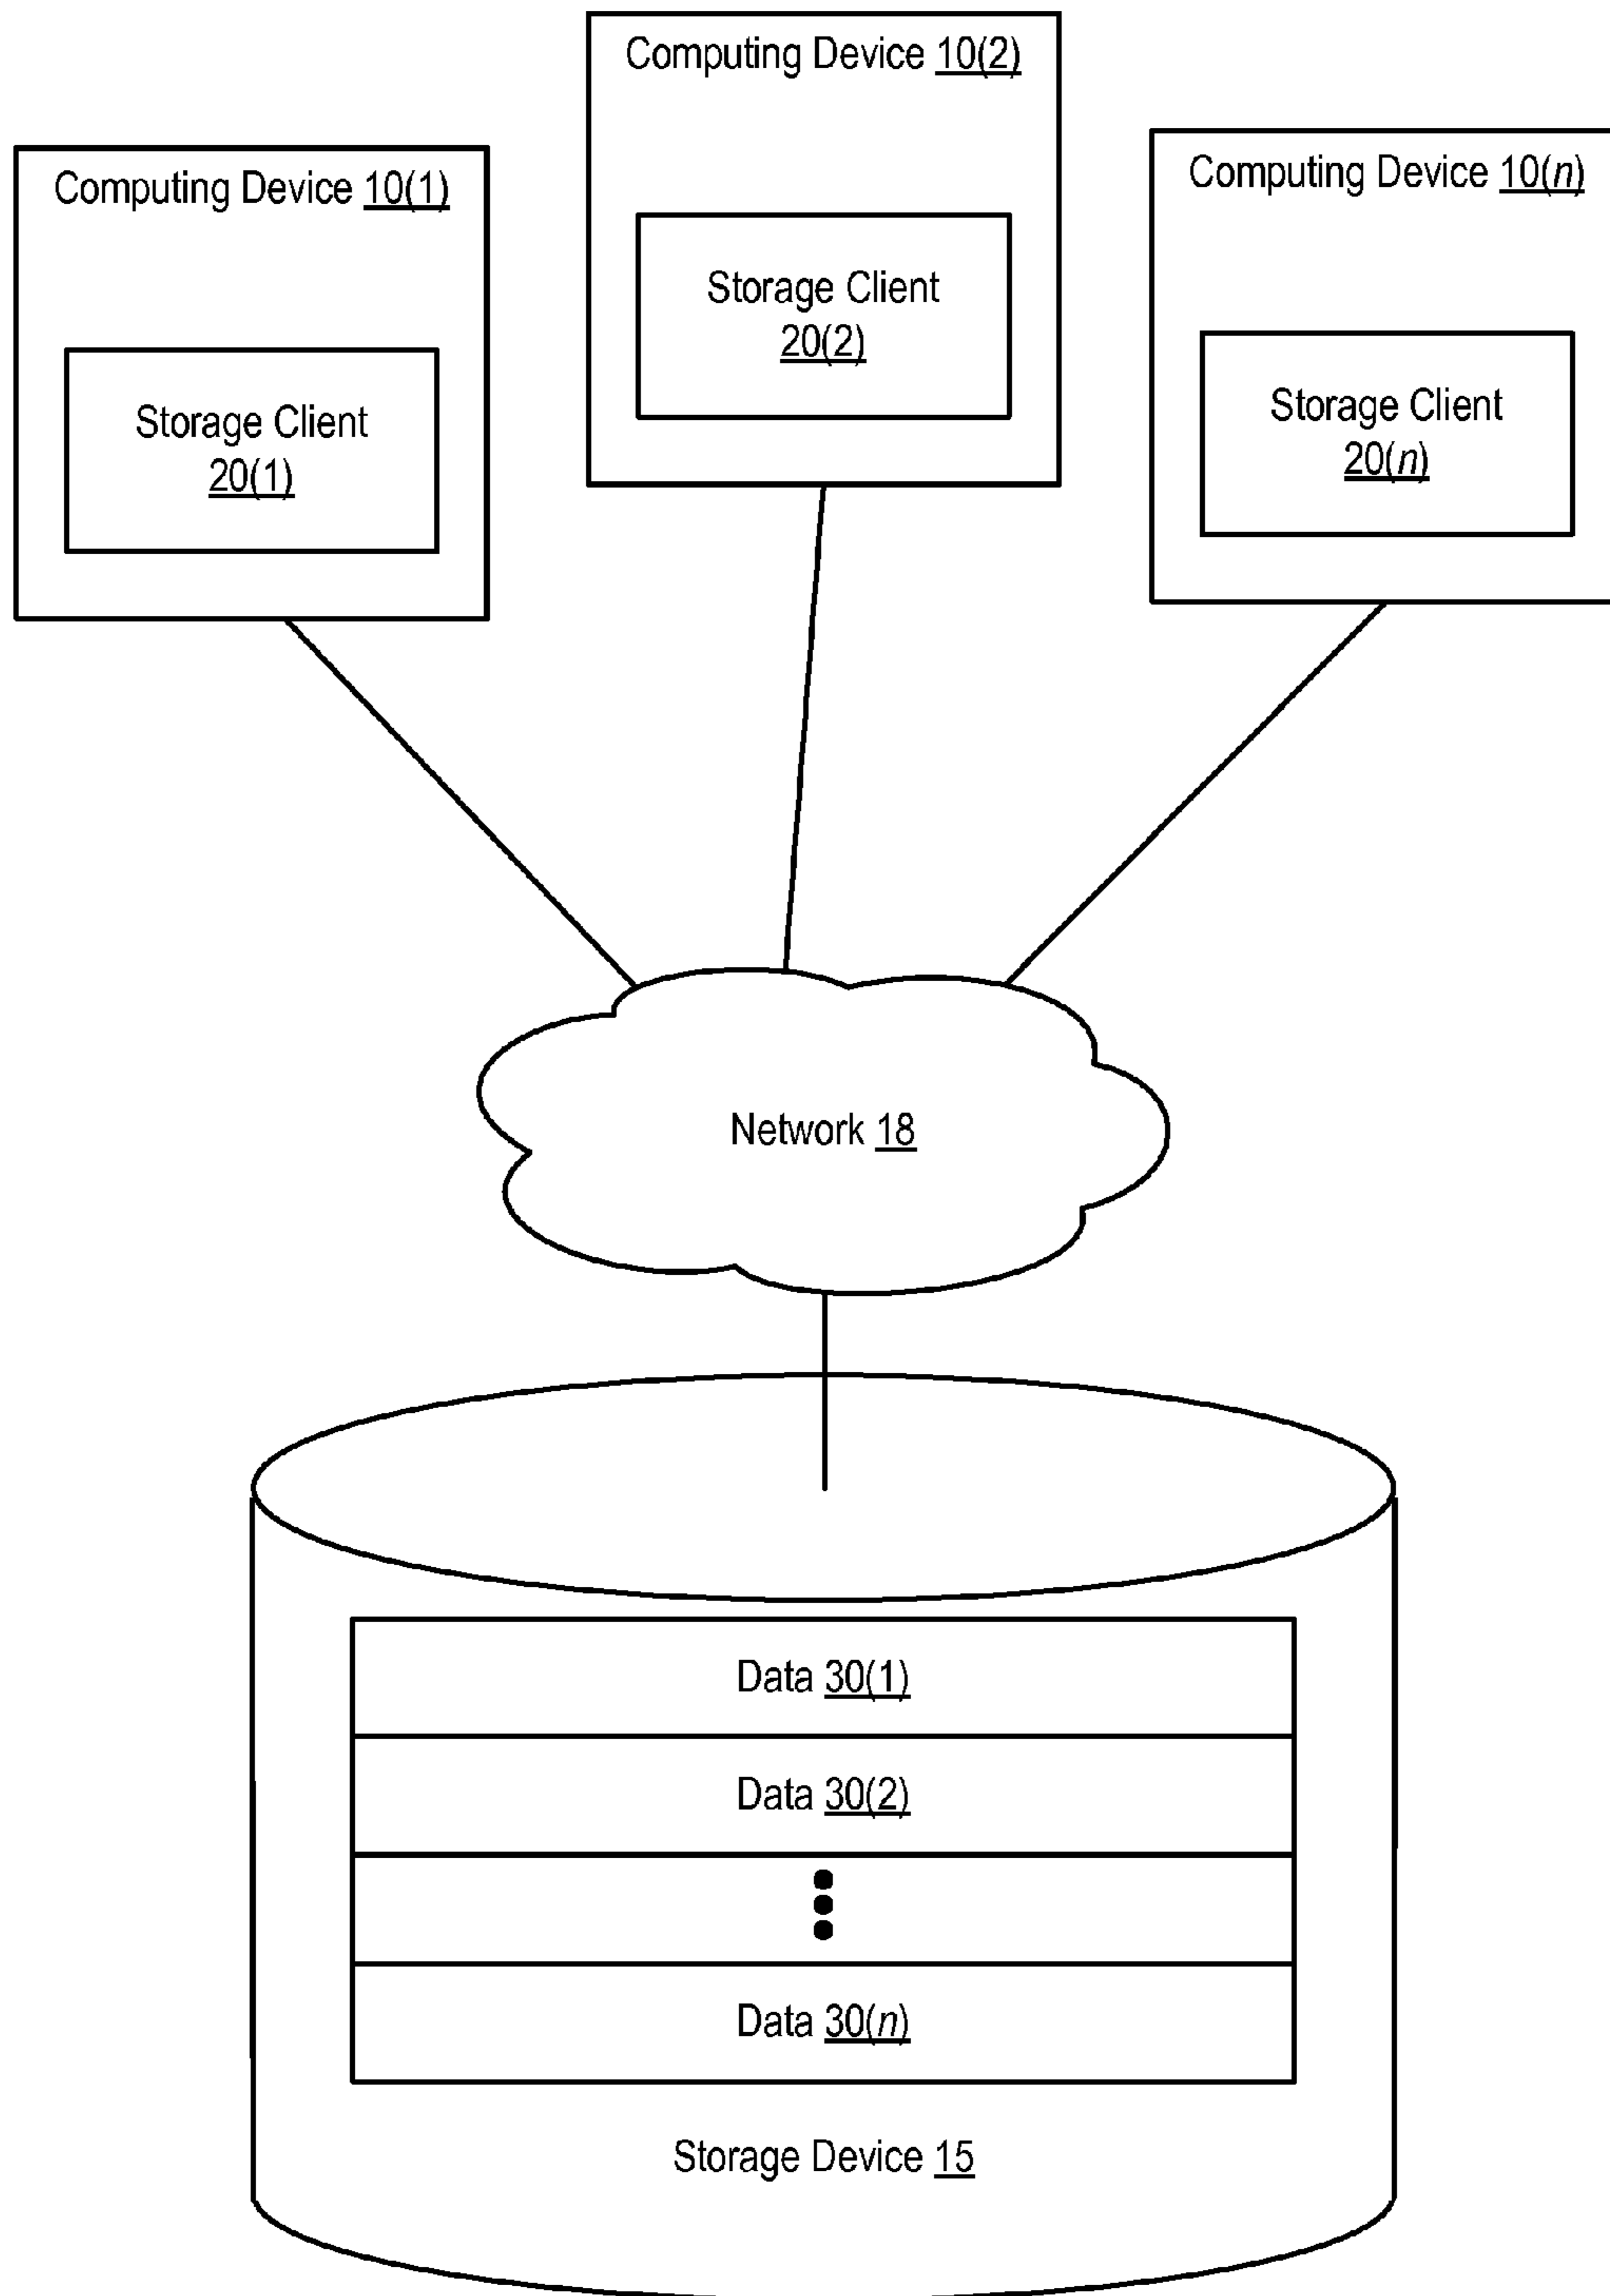 Computing Device 10(1)
Storage Client
20(1)
Computing Device 10(2)
Storage Client
20(2)
Computing Device 10(n)
Storage Client
20(n)
Network 18
Data 30(1)
Data 30(2)
Data 30(n)
Storage Device 15